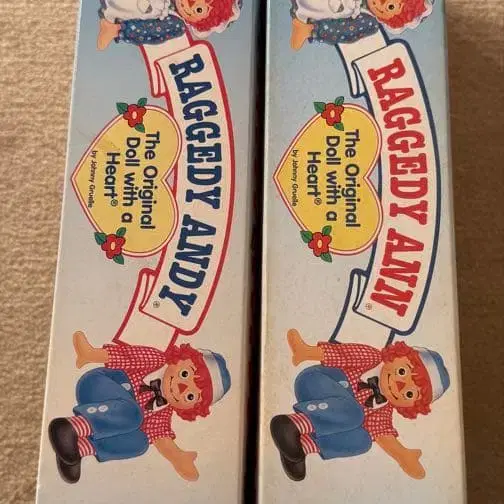 RAGGEDY ANDY®
The Original
Doll with a
Heart®
by Johnny Gruelle
RAGGEDY ANN®
The Original
Doll with a
Heart®
by Johnny Gruelle